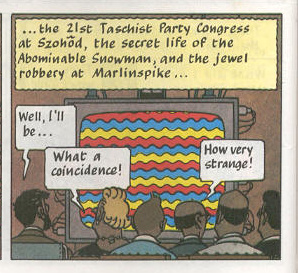 ...the 21st Taschist Party Congress
at Szohôd, the secret life of the
Abominable Snowman, and the jewel
robbery at Marlinspike...
Well, I'll
be...
What a
coincidence!
How very
strange!